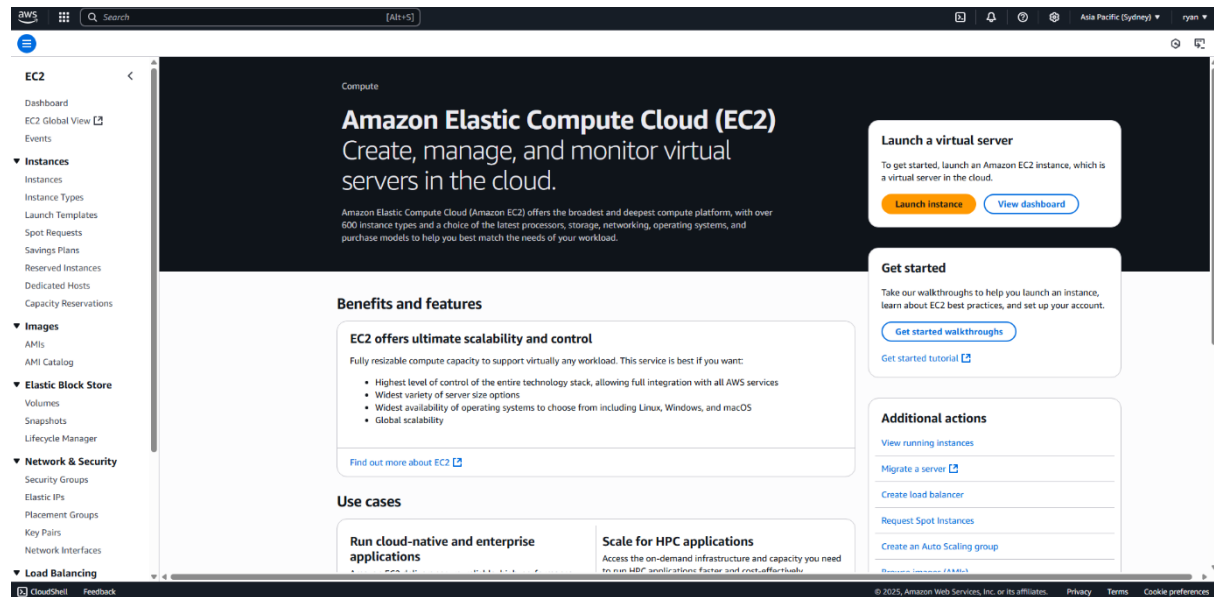 aws
Search
[Alt+S]
Asia Pacific (Sydney)
ryan
EC2
Dashboard
EC2 Global View
Events
Instances
Instances
Instance Types
Launch Templates
Spot Requests
Savings Plans
Reserved Instances
Dedicated Hosts
Capacity Reservations
Images
AMIs
AMI Catalog
Elastic Block Store
Volumes
Snapshots
Lifecycle Manager
Network & Security
Security Groups
Elastic IPs
Placement Groups
Key Pairs
Network Interfaces
Load Balancing
Compute
Amazon Elastic Compute Cloud (EC2)
Create, manage, and monitor virtual
servers in the cloud.
Amazon Elastic Compute Cloud (Amazon EC2) offers the broadest and deepest compute platform, with over
600 instance types and a choice of the latest processors, storage, networking, operating systems, and
purchase models to help you best match the needs of your workload.
Benefits and features
EC2 offers ultimate scalability and control
Fully resizable compute capacity to support virtually any workload. This service is best if you want:
• Highest level of control of the entire technology stack, allowing full integration with all AWS services
• Widest variety of server size options
• Widest availability of operating systems to choose from including Linux, Windows, and macOS
• Global scalability
Find out more about EC2
Use cases
Run cloud-native and enterprise
applications
Scale for HPC applications
Access the on-demand infrastructure and capacity you need
to run HPC applications faster and cost-effectively
Launch a virtual server
To get started, launch an Amazon EC2 instance, which is
a virtual server in the cloud.
Launch instance
View dashboard
Get started
Take our walkthroughs to help you launch an instance,
learn about EC2 best practices, and set up your account.
Get started walkthroughs
Get started tutorial
Additional actions
View running instances
Migrate a server
Create load balancer
Request Spot Instances
Create an Auto Scaling group
CloudShell
Feedback
© 2025, Amazon Web Services, Inc. or its affiliates.
Privacy
Terms
Cookie preferences